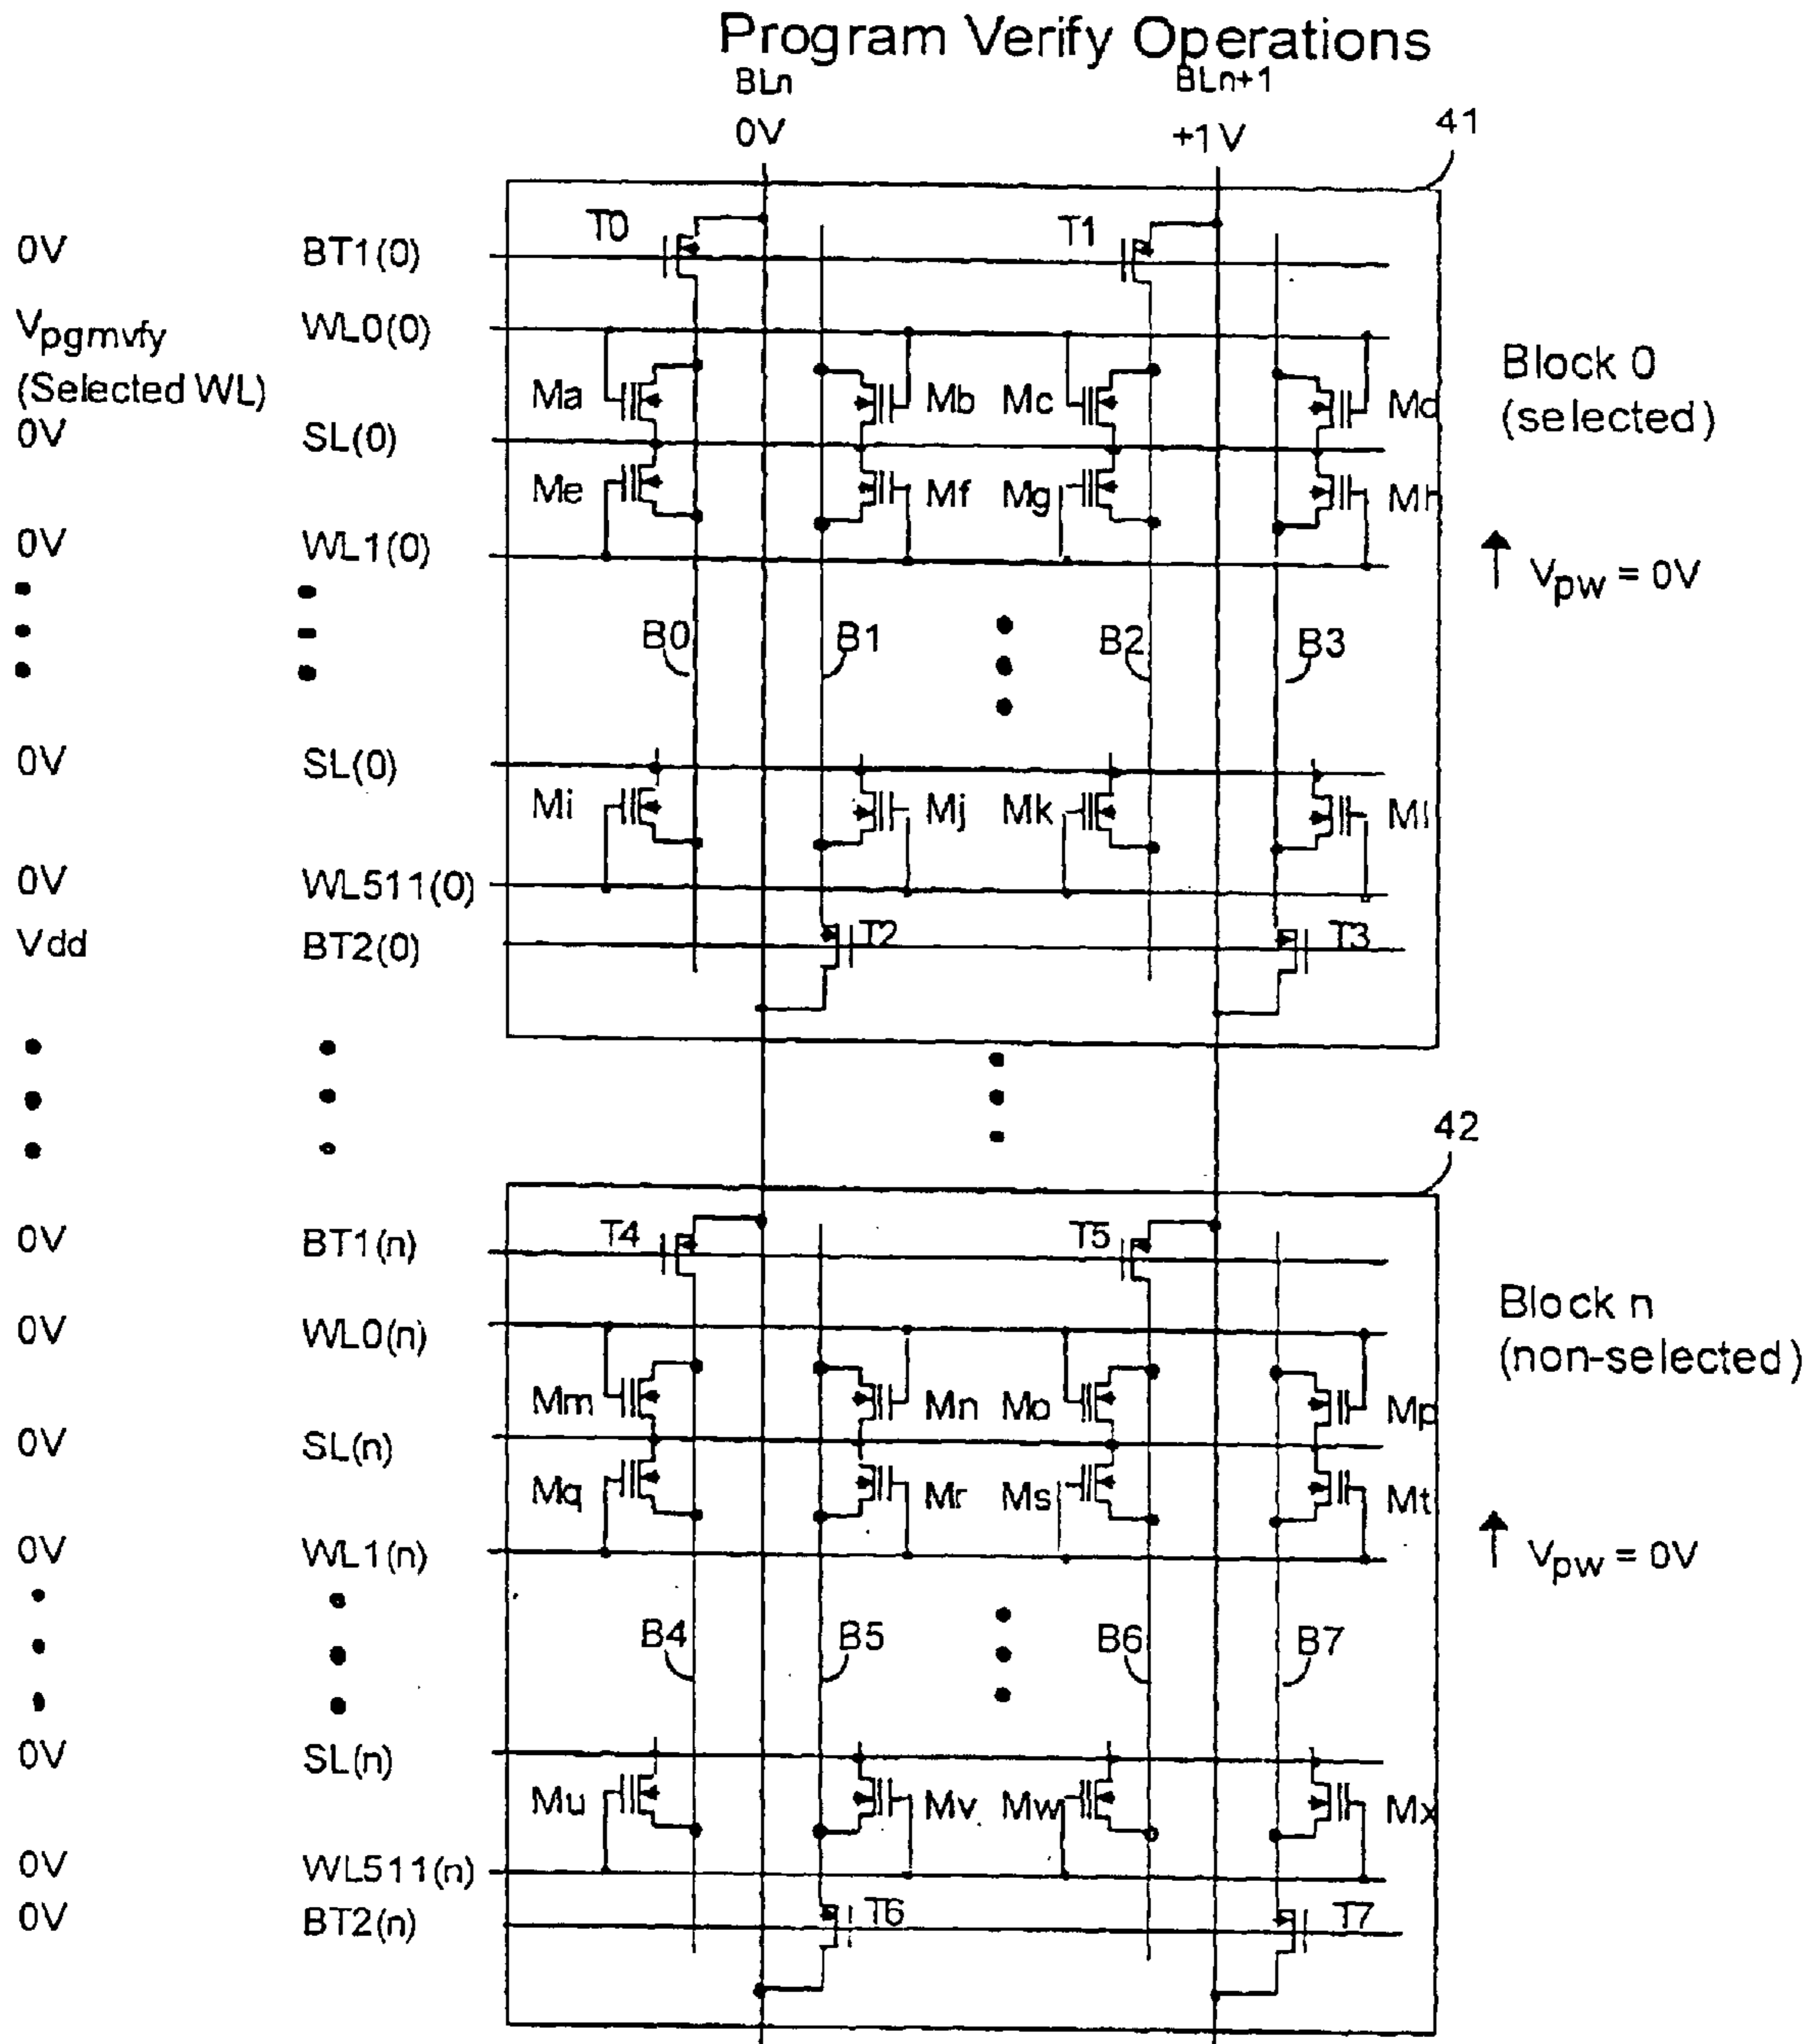 Program Verify Operations
BLn BLn+1
0V +1V
41
T0 T1
0V BT1(0)
Vpgmvfy WL0(0)
(Selected WL)
Ma Mb Mc Md
Block 0
(selected)
0V SL(0)
Me Mf Mg Mh
0V WL1(0)
Vpw = 0V
B0 B1 B2 B3
0V SL(0)
Mi Mj Mk Ml
0V WL511(0)
Vdd BT2(0) T2 T3
42
T4 T5
0V BT1(n)
Block n
(non-selected)
0V WL0(n)
Mm Mn Mo Mp
0V SL(n)
Mq Mr Ms Mt
0V WL1(n)
Vpw = 0V
B4 B5 B6 B7
0V SL(n)
Mu Mv Mw Mx
0V WL511(n)
0V BT2(n) T6 T7